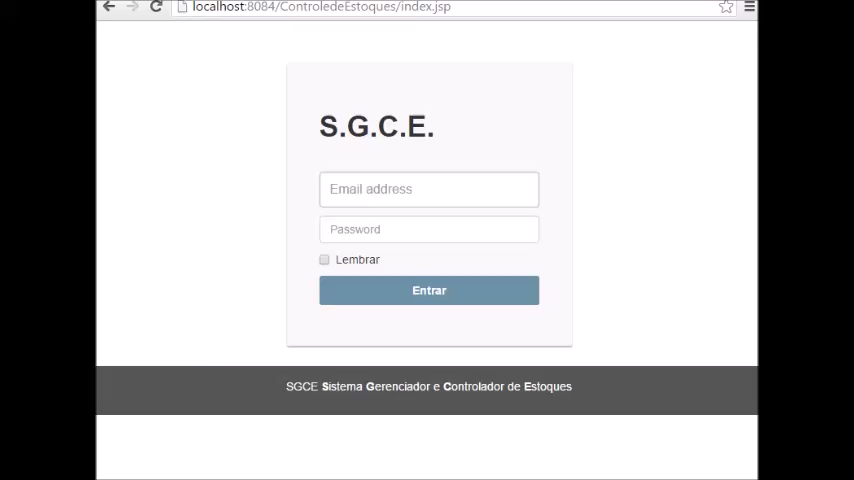 localhost:8084/ControledeEstoques/index.jsp
S.G.C.E.
Email address
Password
Lembrar
Entrar
SGCE Sistema Gerenciador e Controlador de Estoques